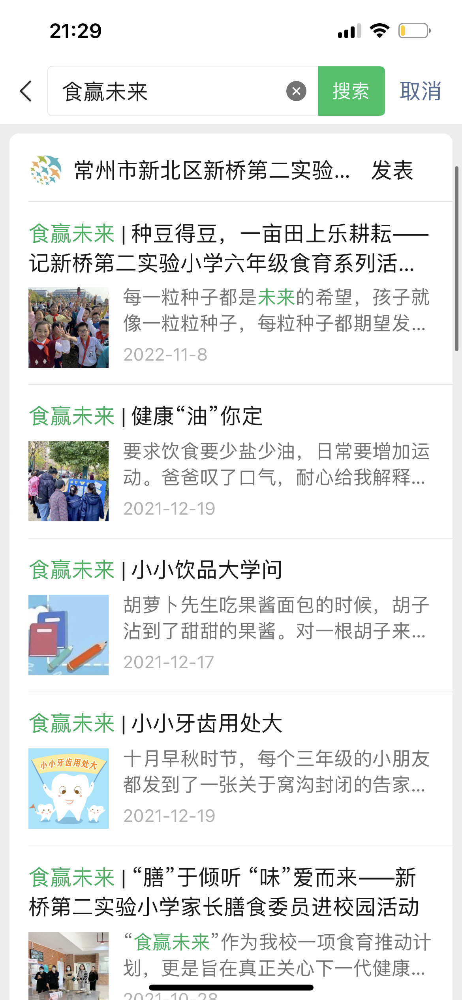 21:29
食赢未来
搜索
取消
常州市新北区新桥第二实验... 发表
食赢未来 | 种豆得豆，一亩田上乐耕耘——
记新桥第二实验小学六年级食育系列活...
每一粒种子都是未来的希望，孩子就
像一粒粒种子，每粒种子都期望发...
2022-11-8
食赢未来 | 健康“油”你定
要求饮食要少盐少油，日常要增加运
动。爸爸叹了口气，耐心给我解释...
2021-12-19
食赢未来 | 小小饮品大学问
胡萝卜先生吃果酱面包的时候，胡子
沾到了甜甜的果酱。对一根胡子来...
2021-12-17
食赢未来 | 小小牙齿用处大
小小牙齿用处大
十月早秋时节，每个三年级的小朋友
都发到了一张关于窝沟封闭的告家...
2021-12-19
食赢未来 | “膳”于倾听 “味”爱而来——新
桥第二实验小学家长膳食委员进校园活动
“食赢未来”作为我校一项食育推动计
划，更是旨在真正关心下一代健康...
2021-10-28